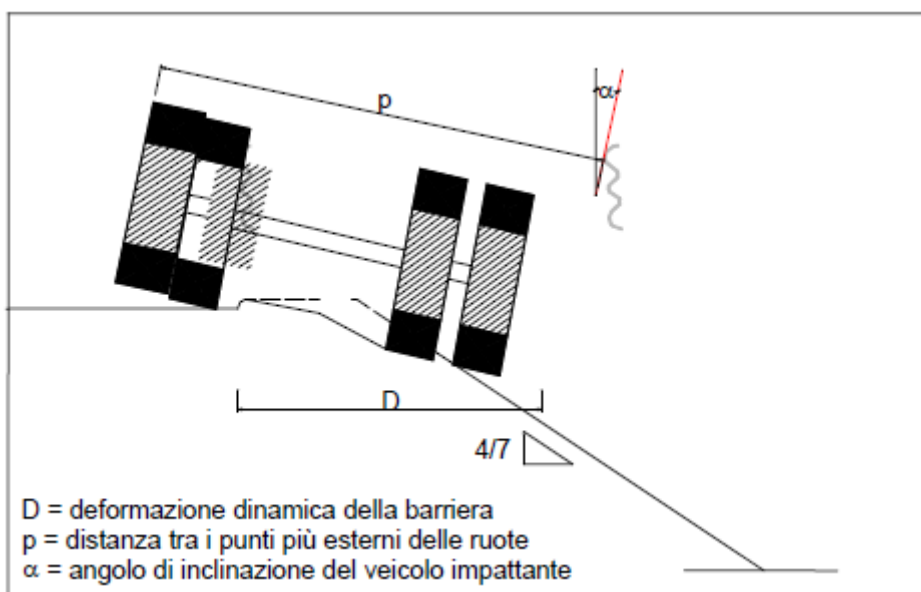 p
α
D
4/7
D = deformazione dinamica della barriera
p = distanza tra i punti più esterni delle ruote
α = angolo di inclinazione del veicolo impattante